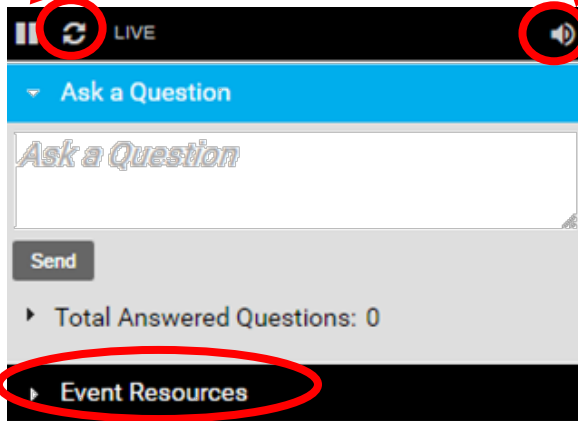 LIVE
Ask a Question
Ask a Question
Send
Total Answered Questions: 0
Event Resources